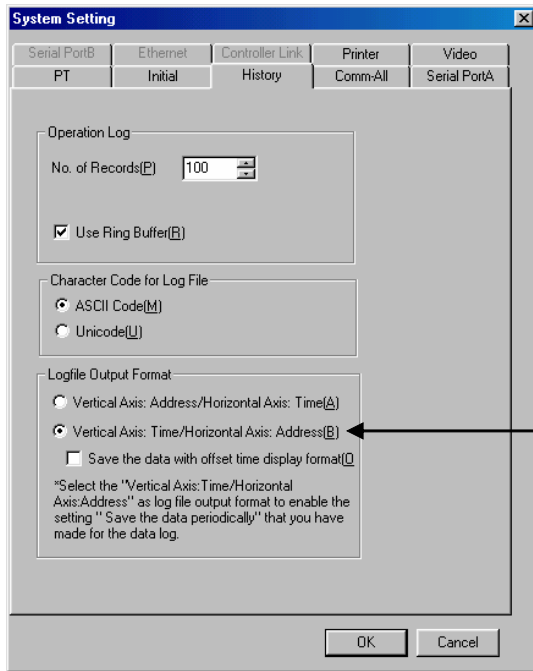 System Setting
Serial PortB Ethernet Controller Link Printer Video
PT Initial History Comm-All Serial PortA
Operation Log
No. of Records(P) 100
Use Ring Buffer(R)
Character Code for Log File
ASCII Code(M)
Unicode(U)
Logfile Output Format
Vertical Axis: Address/Horizontal Axis: Time(A)
Vertical Axis: Time/Horizontal Axis: Address(B)
Save the data with offset time display format(O
*Select the "Vertical Axis:Time/Horizontal
Axis:Address" as log file output format to enable the
setting " Save the data periodically" that you have
made for the data log.
OK Cancel